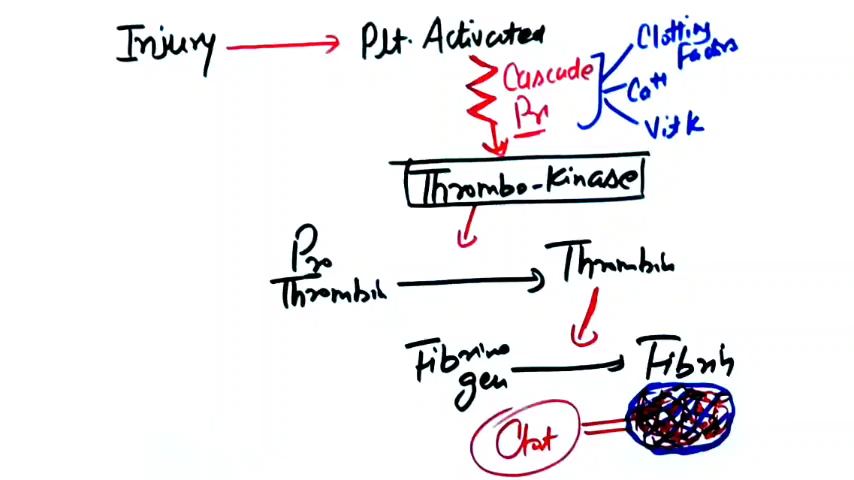 Injury Plt. Activated
Clotting
Factors
Cascade
Pr
Ca++
Vit K
Thrombo-kinase
Pro
Thrombin
Thrombin
Fibrino
gen
Fibrin
Clot